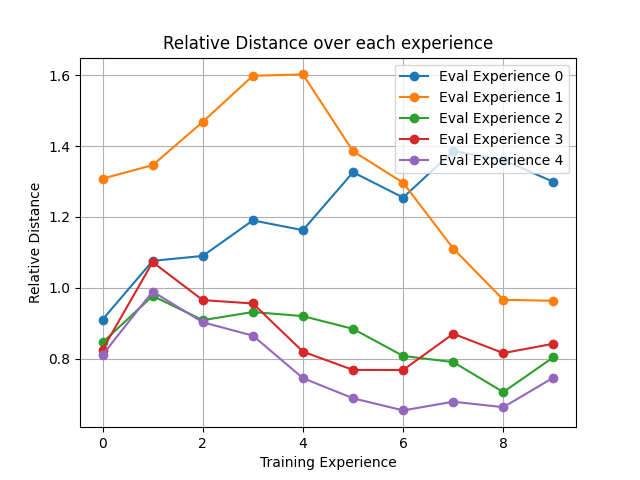 Relative Distance over each experience
Eval Experience 0
Eval Experience 1
Eval Experience 2
Eval Experience 3
Eval Experience 4
1.6
1.4
1.2
1.0
0.8
Relative Distance
0 2 4 6 8
Training Experience